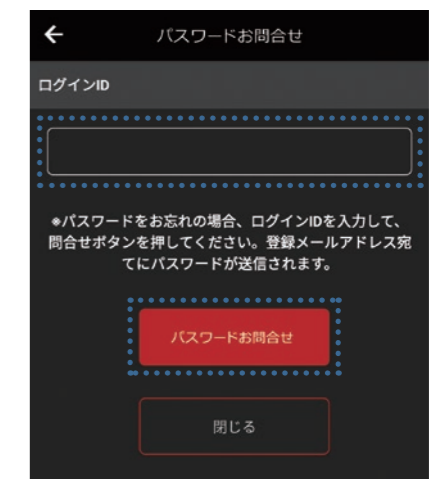 パスワードお問合せ
ログインID
※パスワードをお忘れの場合、ログインIDを入力して、
問合せボタンを押してください。登録メールアドレス宛
てにパスワードが送信されます。
パスワードお問合せ
閉じる